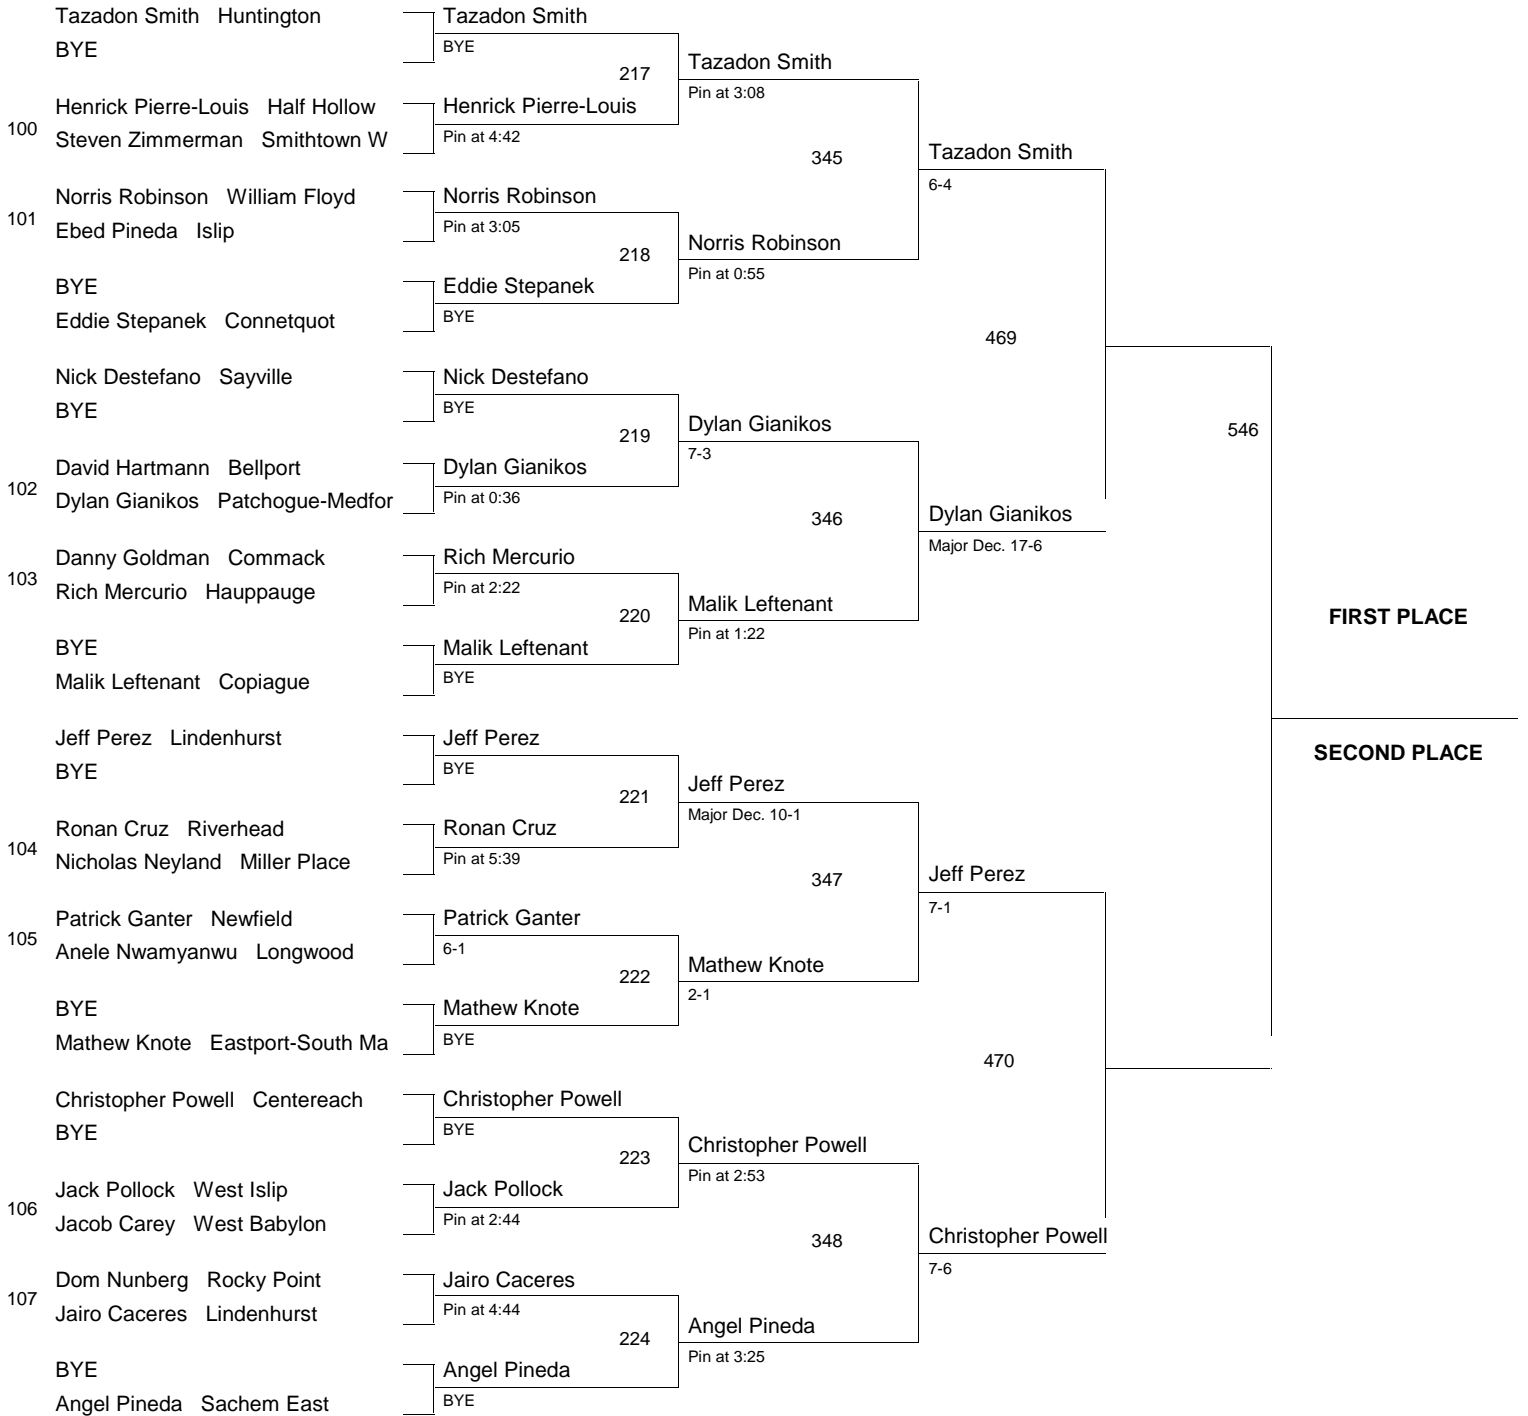 Tazadon Smith Huntington
BYE
100
Henrick Pierre-Louis Half Hollow
Steven Zimmerman Smithtown W
101
Norris Robinson William Floyd
Ebed Pineda Islip
BYE
Eddie Stepanek Connetquot
Nick Destefano Sayville
BYE
102
David Hartmann Bellport
Dylan Gianikos Patchogue-Medfor
103
Danny Goldman Commack
Rich Mercurio Hauppauge
BYE
Malik Leftenant Copiague
Jeff Perez Lindenhurst
BYE
104
Ronan Cruz Riverhead
Nicholas Neyland Miller Place
105
Patrick Ganter Newfield
Anele Nwamyanwu Longwood
BYE
Mathew Knote Eastport-South Ma
Christopher Powell Centereach
BYE
106
Jack Pollock West Islip
Jacob Carey West Babylon
107
Dom Nunberg Rocky Point
Jairo Caceres Lindenhurst
BYE
Angel Pineda Sachem East
Tazadon Smith
BYE
217
Henrick Pierre-Louis
Pin at 4:42
Norris Robinson
Pin at 3:05
218
Eddie Stepanek
BYE
Nick Destefano
BYE
219
Dylan Gianikos
Pin at 0:36
Rich Mercurio
Pin at 2:22
220
Malik Leftenant
BYE
Jeff Perez
BYE
221
Ronan Cruz
Pin at 5:39
Patrick Ganter
6-1
222
Mathew Knote
BYE
Christopher Powell
BYE
223
Jack Pollock
Pin at 2:44
Jairo Caceres
Pin at 4:44
224
Angel Pineda
BYE
Tazadon Smith
Pin at 3:08
345
Norris Robinson
Pin at 0:55
Dylan Gianikos
7-3
346
Malik Leftenant
Pin at 1:22
Jeff Perez
Major Dec. 10-1
347
Mathew Knote
2-1
Christopher Powell
Pin at 2:53
348
Angel Pineda
Pin at 3:25
Tazadon Smith
6-4
469
Dylan Gianikos
Major Dec. 17-6
Jeff Perez
7-1
470
Christopher Powell
7-6
546
FIRST PLACE
SECOND PLACE